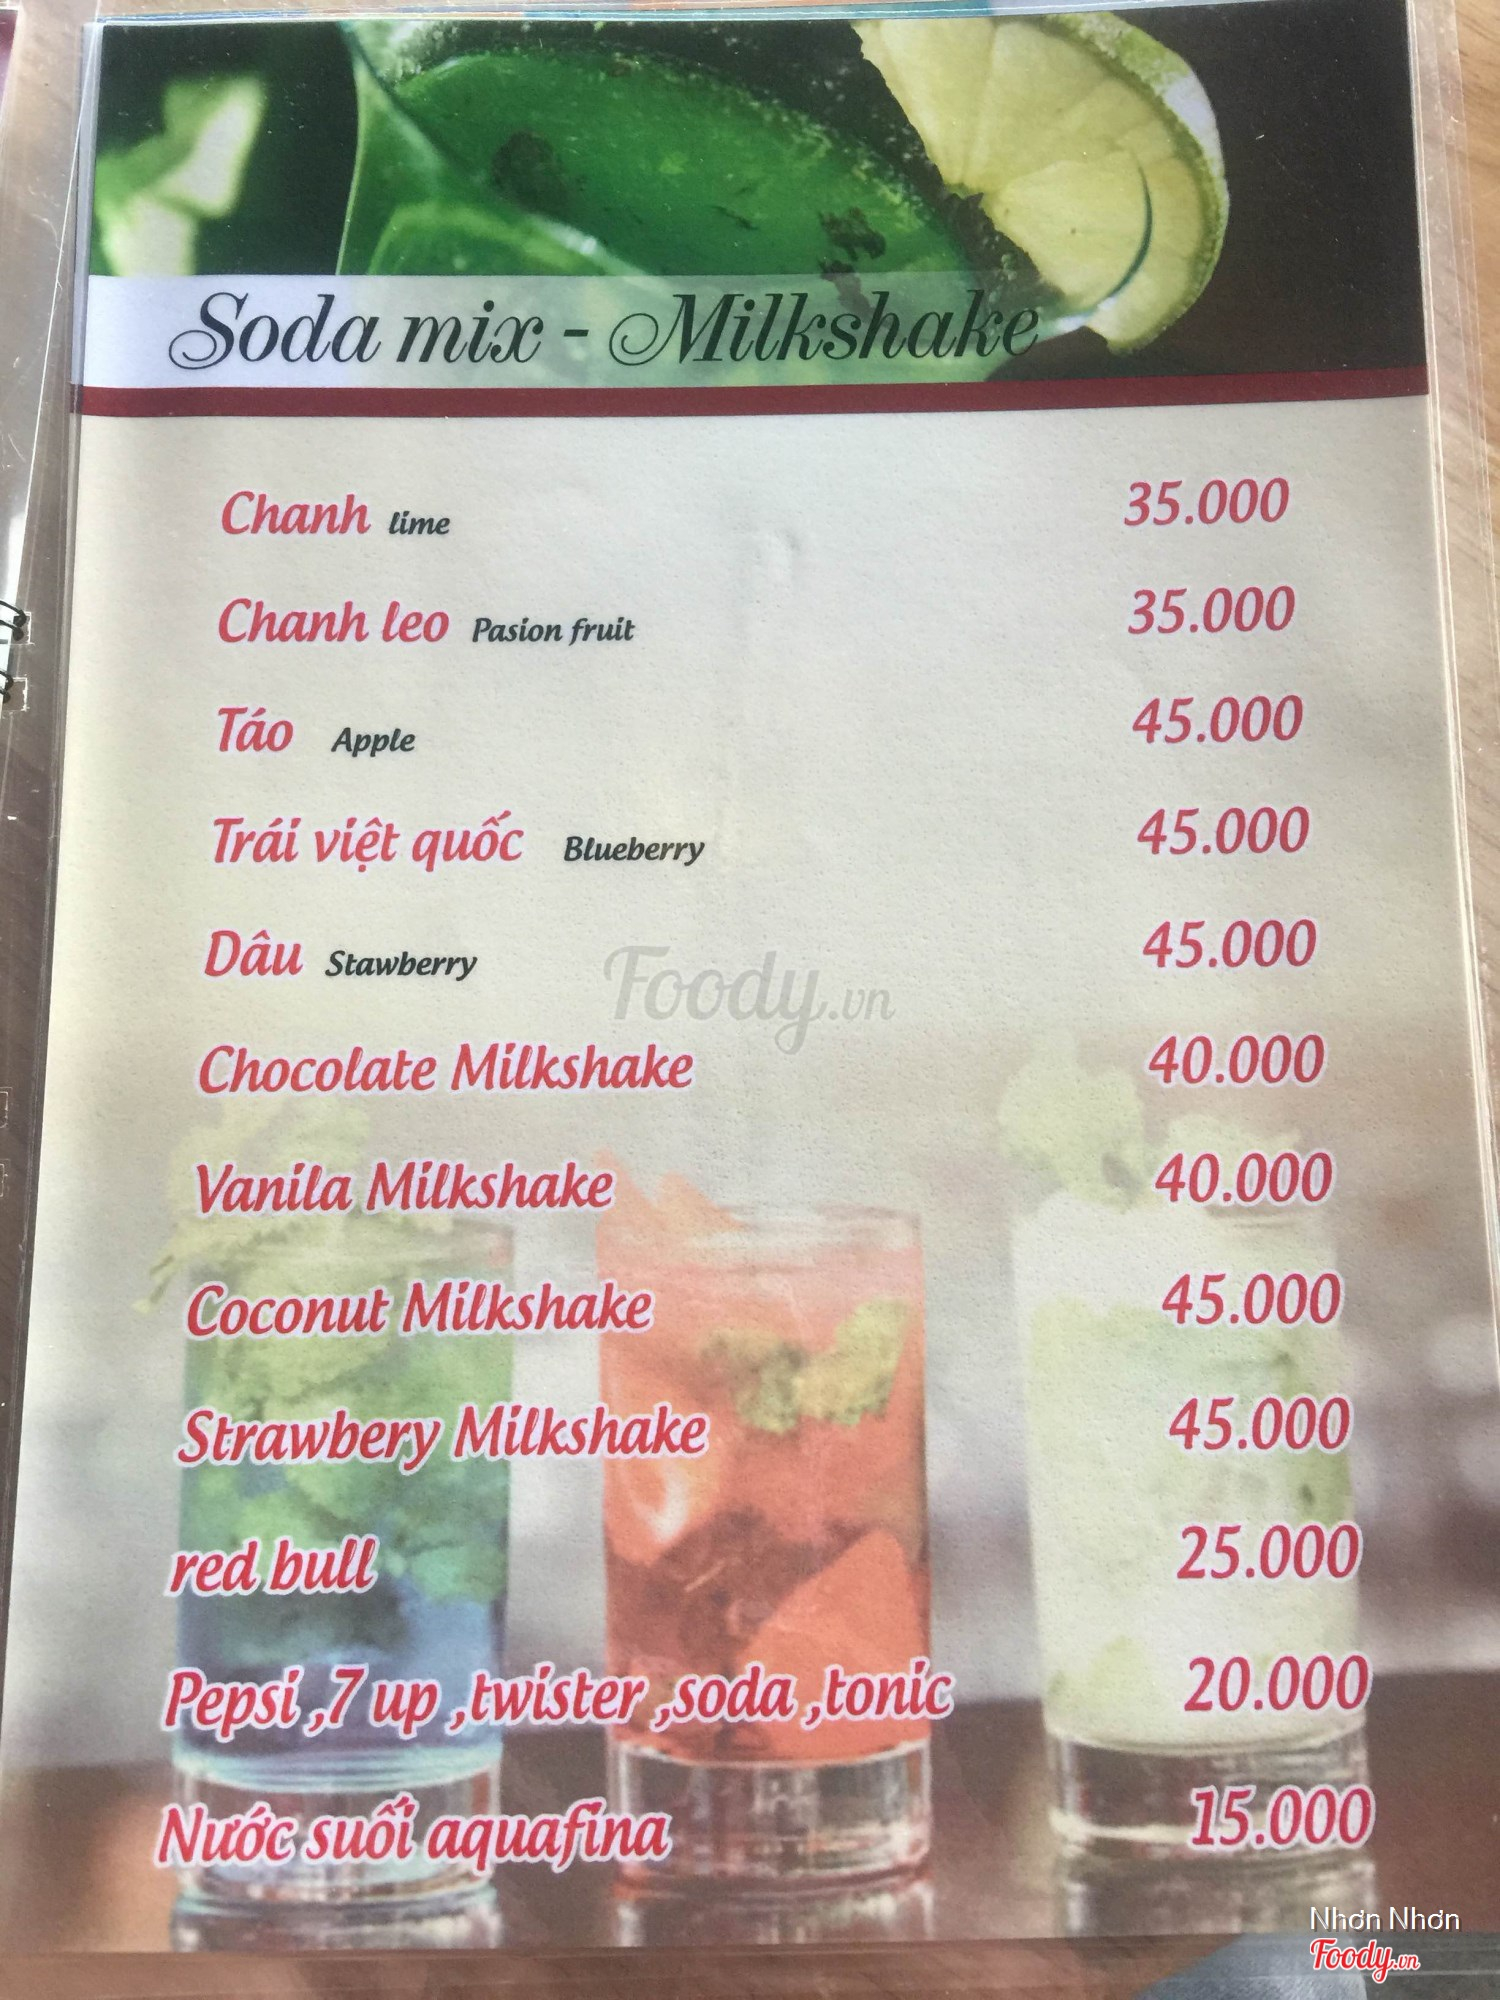 Soda mix - Milkshake
Chanh lime 35.000
Chanh leo Pasion fruit 35.000
Táo Apple 45.000
Trái việt quốc Blueberry 45.000
Dâu Stawberry 45.000
Foody.vn
Chocolate Milkshake 40.000
Vanila Milkshake 40.000
Coconut Milkshake 45.000
Strawbery Milkshake 45.000
red bull 25.000
Pepsi ,7 up ,twister ,soda ,tonic 20.000
Nước suối aquafina 15.000
Nhơn Nhơn
Foody.vn